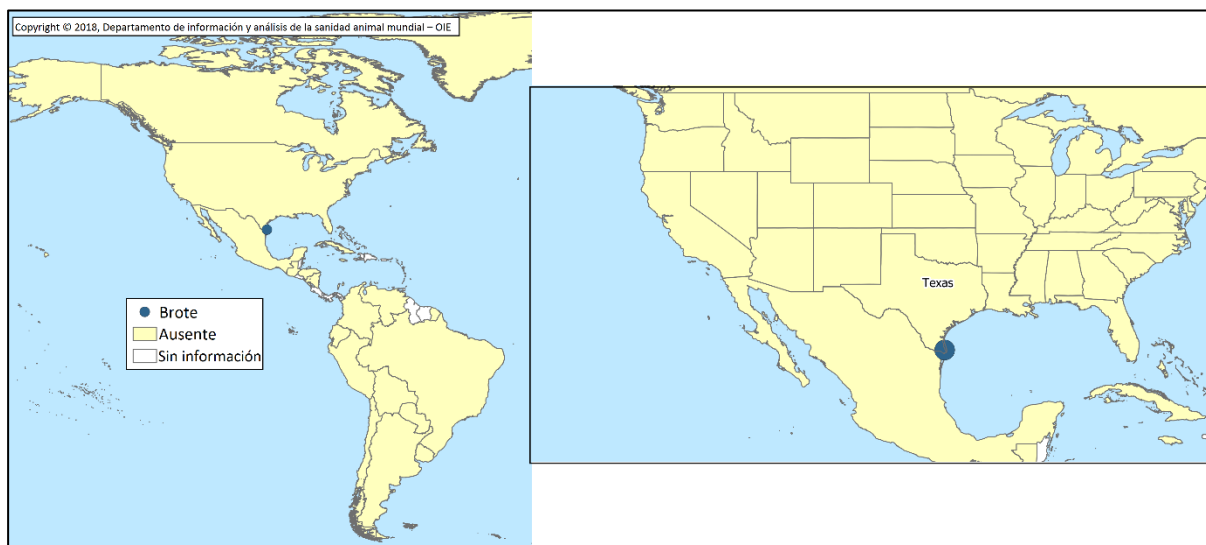 Copyright © 2018, Departamento de información y análisis de la sanidad animal mundial – OIE
Brote
Ausente
Sin información
Texas